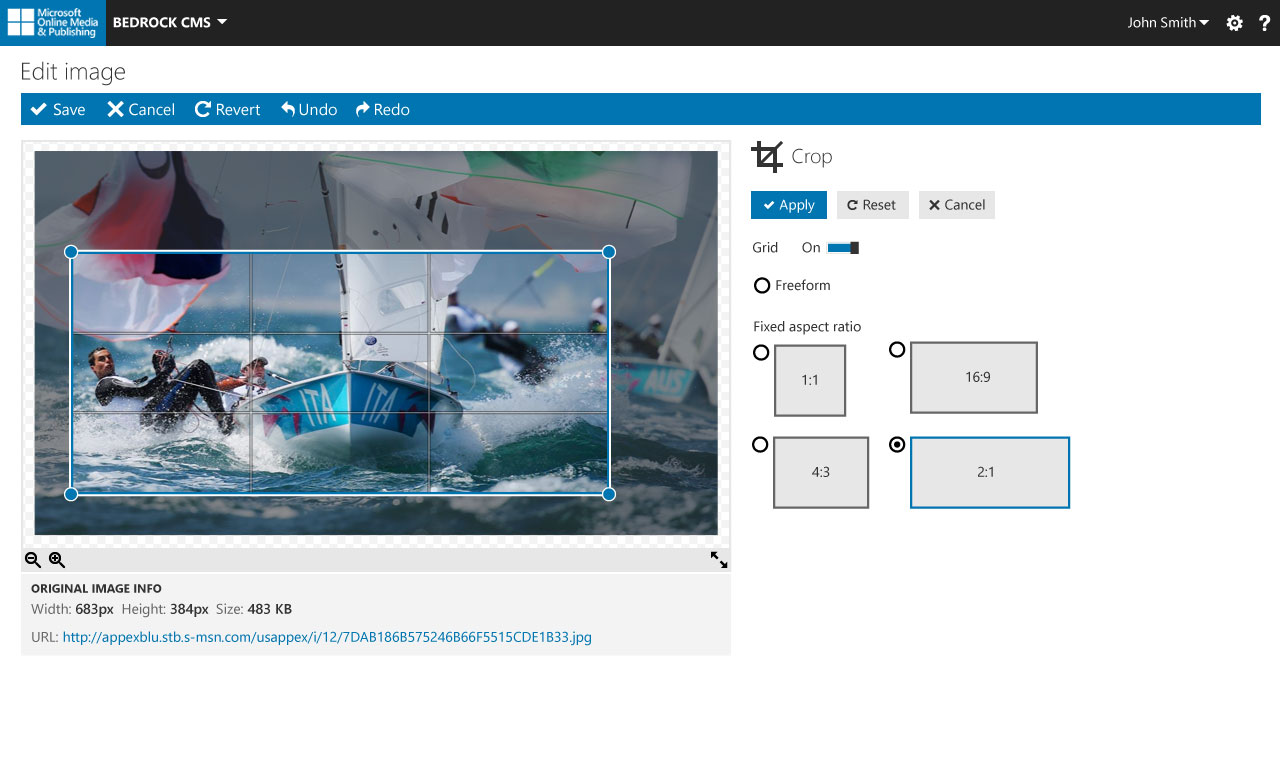 Microsoft
Online Media
& Publishing
BEDROCK CMS
John Smith
?
Edit image
Save Cancel Revert Undo Redo
Crop
Apply Reset Cancel
Grid On
Freeform
Fixed aspect ratio
1:1 16:9
4:3 2:1
ITA ITA
AUS
ORIGINAL IMAGE INFO
Width: 683px Height: 384px Size: 483 KB
URL: http://appexblu.stb.s-msn.com/usappex/i/12/7DAB186B575246B66F5515CDE1B33.jpg